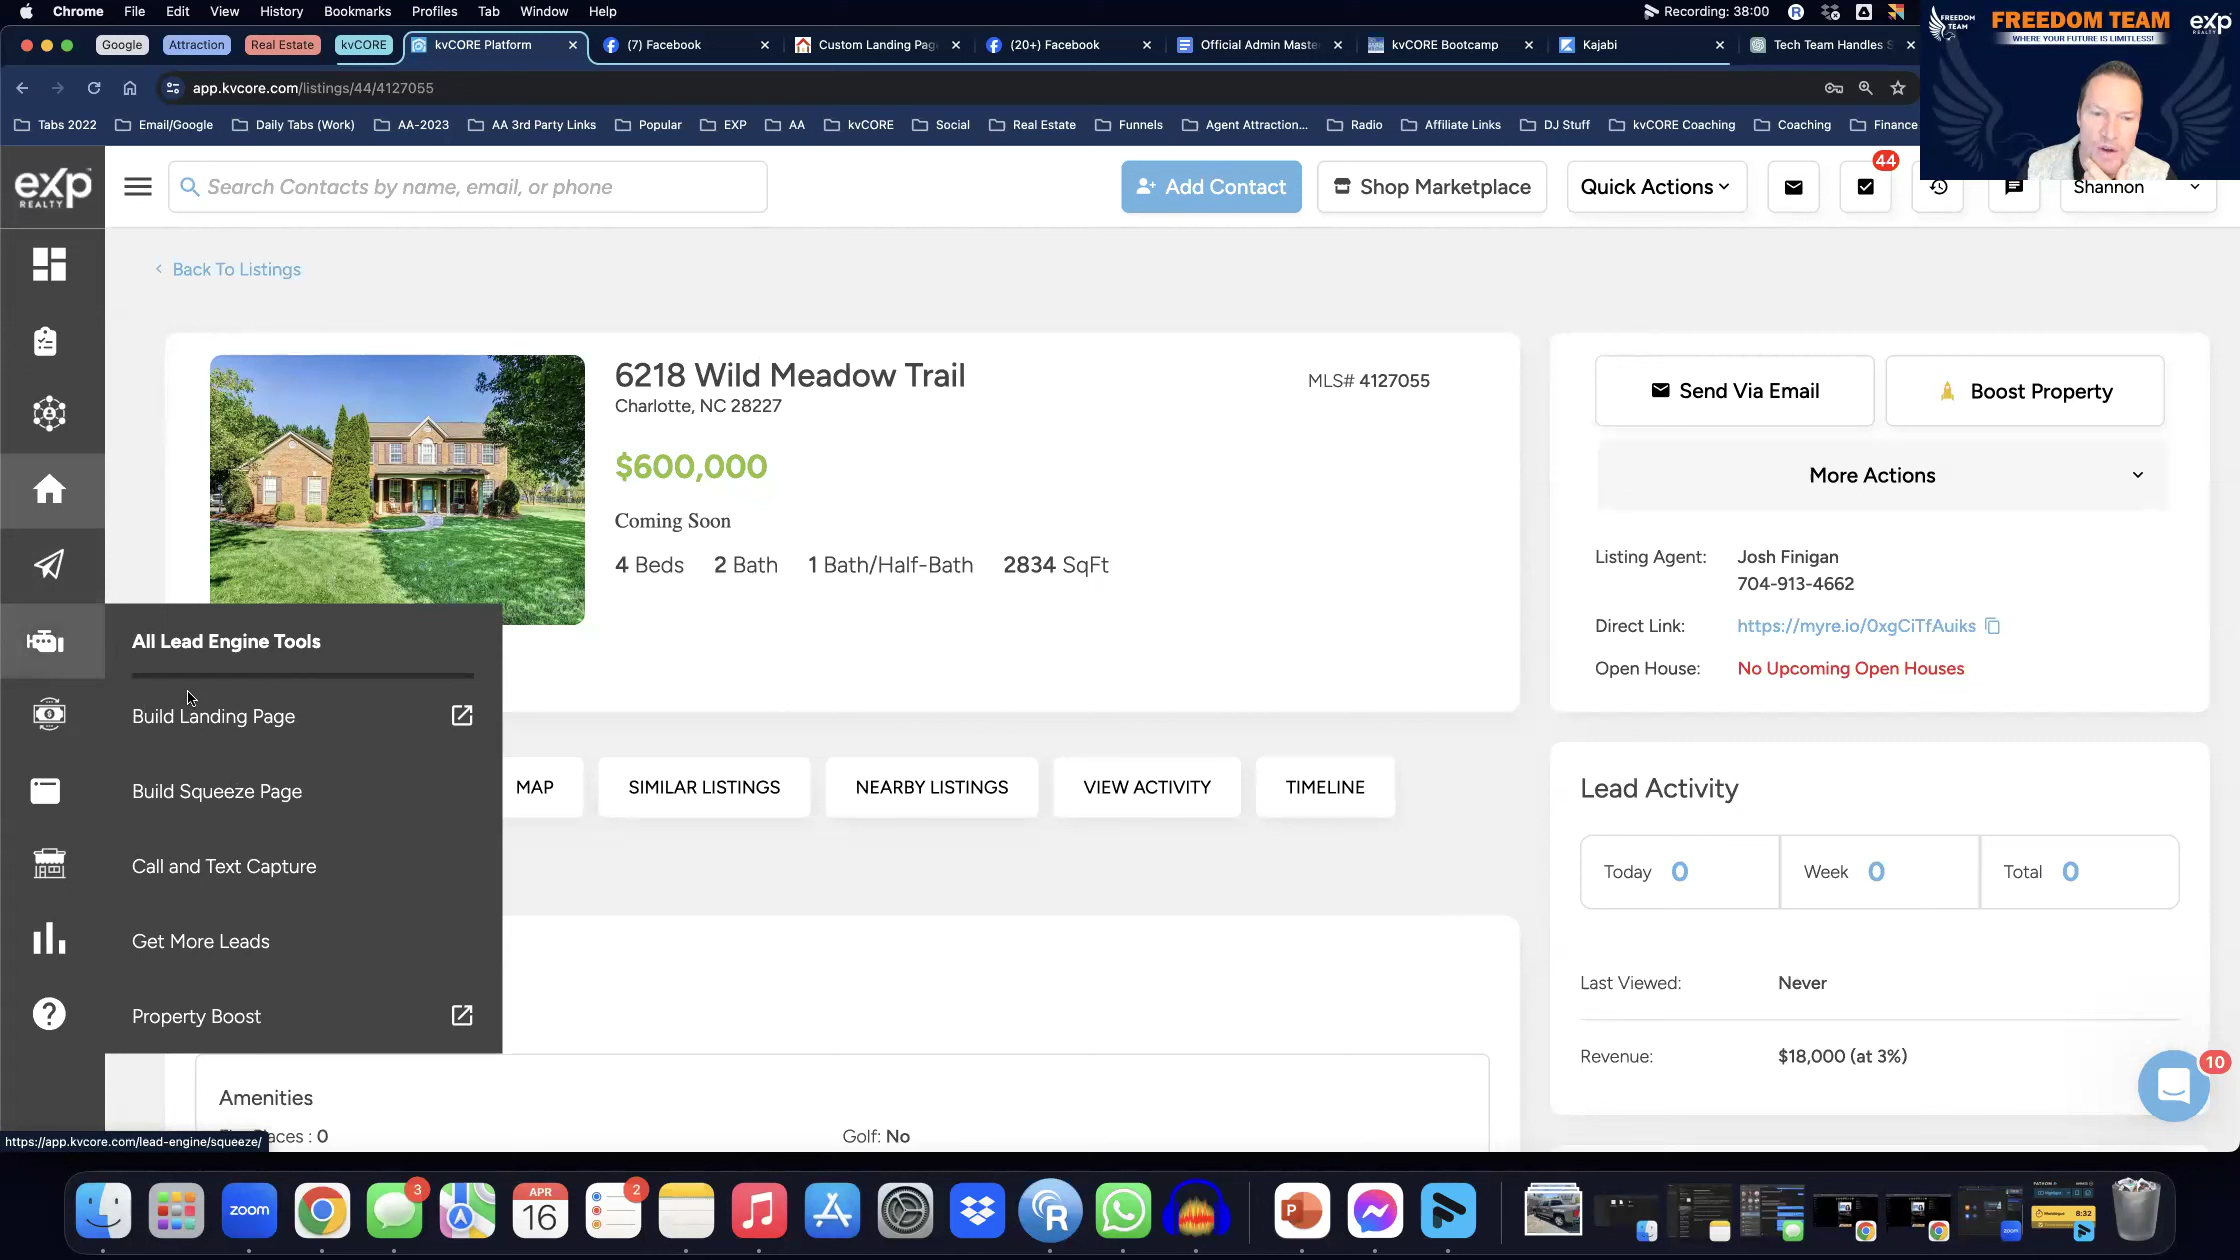 Chrome File Edit View History Bookmarks Profiles Tab Window Help Recording: 38:00
FREEDOM TEAM
WHERE YOUR FUTURE IS LIMITLESS!
FREEDOM TEAM
exp REALTY
Google Attraction Real Estate kvCORE kvCORE Platform (7) Facebook Custom Landing Pag (20+) Facebook Official Admin Maste kvCORE Bootcamp Kajabi Tech Team Handles S
app.kvcore.com/listings/44/4127055
Tabs 2022 Email/Google Daily Tabs (Work) AA-2023 AA 3rd Party Links Popular EXP AA kvCORE Social Real Estate Funnels Agent Attraction... Radio Affiliate Links DJ Stuff kvCORE Coaching Coaching Finance
exp REALTY
Search Contacts by name, email, or phone
Add Contact
Shop Marketplace
Quick Actions
44
Shannon
Back To Listings
6218 Wild Meadow Trail
MLS# 4127055
Charlotte, NC 28227
$600,000
Coming Soon
4 Beds 2 Bath 1 Bath/Half-Bath 2834 SqFt
Send Via Email
Boost Property
More Actions
Listing Agent: Josh Finigan
704-913-4662
Direct Link: https://myre.io/0xgCiTfAuiks
Open House: No Upcoming Open Houses
All Lead Engine Tools
Build Landing Page
Build Squeeze Page
Call and Text Capture
Get More Leads
Property Boost
MAP
SIMILAR LISTINGS
NEARBY LISTINGS
VIEW ACTIVITY
TIMELINE
Lead Activity
Today 0 Week 0 Total 0
Last Viewed: Never
Revenue: $18,000 (at 3%)
10
Amenities
aces : 0
Golf: No
https://app.kvcore.com/lead-engine/squeeze/
zoom
3
APR
16
2
8:32